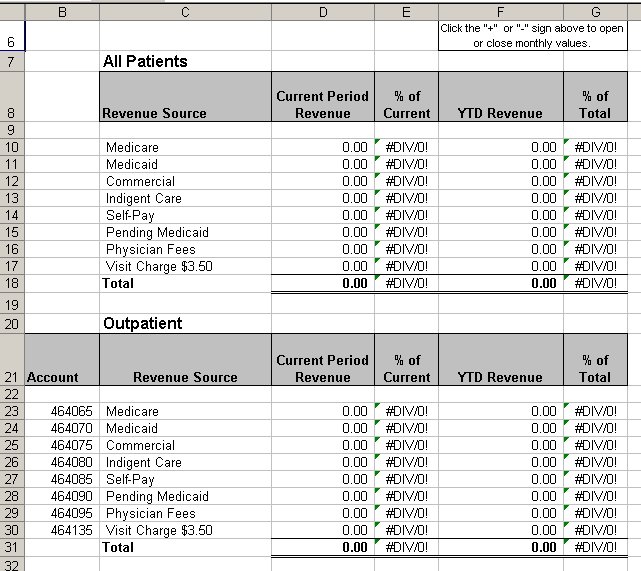 B C D E F G
6 Click the "+" or "-" sign above to open
or close monthly values.
7 All Patients
Current Period % of % of
8 Revenue Source Revenue Current YTD Revenue Total
9
10 Medicare 0.00 #DIV/0! 0.00 #DIV/0!
11 Medicaid 0.00 #DIV/0! 0.00 #DIV/0!
12 Commercial 0.00 #DIV/0! 0.00 #DIV/0!
13 Indigent Care 0.00 #DIV/0! 0.00 #DIV/0!
14 Self-Pay 0.00 #DIV/0! 0.00 #DIV/0!
15 Pending Medicaid 0.00 #DIV/0! 0.00 #DIV/0!
16 Physician Fees 0.00 #DIV/0! 0.00 #DIV/0!
17 Visit Charge $3.50 0.00 #DIV/0! 0.00 #DIV/0!
18 Total 0.00 #DIV/0! 0.00 #DIV/0!
19
20 Outpatient
Current Period % of % of
21 Account Revenue Source Revenue Current YTD Revenue Total
22
23 464065 Medicare 0.00 #DIV/0! 0.00 #DIV/0!
24 464070 Medicaid 0.00 #DIV/0! 0.00 #DIV/0!
25 464075 Commercial 0.00 #DIV/0! 0.00 #DIV/0!
26 464080 Indigent Care 0.00 #DIV/0! 0.00 #DIV/0!
27 464085 Self-Pay 0.00 #DIV/0! 0.00 #DIV/0!
28 464090 Pending Medicaid 0.00 #DIV/0! 0.00 #DIV/0!
29 464095 Physician Fees 0.00 #DIV/0! 0.00 #DIV/0!
30 464135 Visit Charge $3.50 0.00 #DIV/0! 0.00 #DIV/0!
31 Total 0.00 #DIV/0! 0.00 #DIV/0!
32